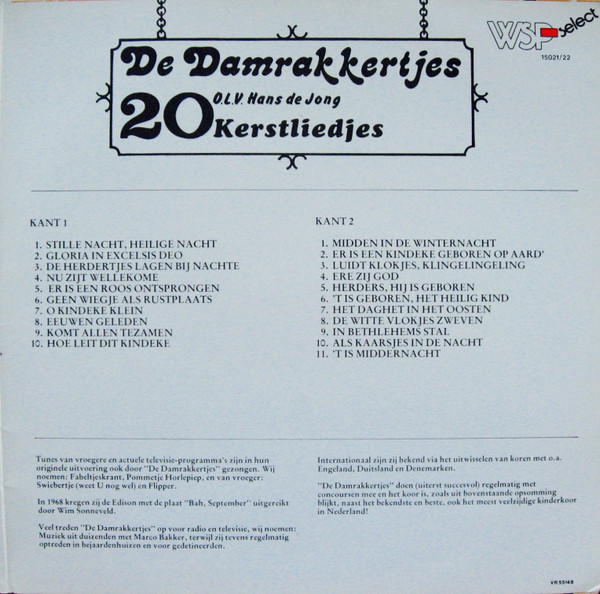 WSP select
15021/22
De Damrakkertjes
O.L.V. Hans de Jong
20 Kerstliedjes
KANT 1
1. STILLE NACHT, HEILIGE NACHT
2. GLORIA IN EXCELSIS DEO
3. DE HERDERTJES LAGEN BIJ NACHTE
4. NU ZIJT WELLEKOME
5. ER IS EEN ROOS ONTSPRONGEN
6. GEEN WIEGJE ALS RUSTPLAATS
7. O KINDEKE KLEIN
8. EEUWEN GELEDEN
9. KOMT ALLEN TEZAMEN
10. HOE LEIT DIT KINDEKE
KANT 2
1. MIDDEN IN DE WINTERNACHT
2. ER IS EEN KINDEKE GEBOREN OP AARD'
3. LUIDT KLOKJES, KLINGELINGELING
4. ERE ZIJ GOD
5. HERDERS, HIJ IS GEBOREN
6. 'T IS GEBOREN, HET HEILIG KIND
7. HET DAGHET IN HET OOSTEN
8. DE WITTE VLOKJES ZWEVEN
9. IN BETHLEHEMS STAL
10. ALS KAARSJES IN DE NACHT
11. 'T IS MIDDERNACHT
Tunes van vroegere en actuele televisie-programma's zijn in hun
originele uitvoering ook door "De Damrakkertjes" gezongen. Wij
noemen: Fabeltjeskrant, Pommetje Horlepiep, en van vroeger:
Swiebertje (weet U nog wel) en Flipper.
In 1968 kregen zij de Edison met de plaat "Bah, September" uitgereikt
door Wim Sonneveld.
Veel treden "De Damrakkertjes" op voor radio en televisie, wij noemen:
Muziek uit duizenden met Marco Bakker, terwijl zij tevens regelmatig
optreden in bejaardenhuizen en voor gedetineerden.
Internationaal zijn zij bekend via het uitwisselen van koren met o.a.
Engeland, Duitsland en Denemarken.
"De Damrakkertjes" doen (uiterst succesvol) regelmatig met
concoursen mee en het koor is, zoals uit bovenstaande opsomming
blijkt, naast het bekendste en beste, ook het meest veelzijdige kinderkoor
in Nederland!
VR 55148